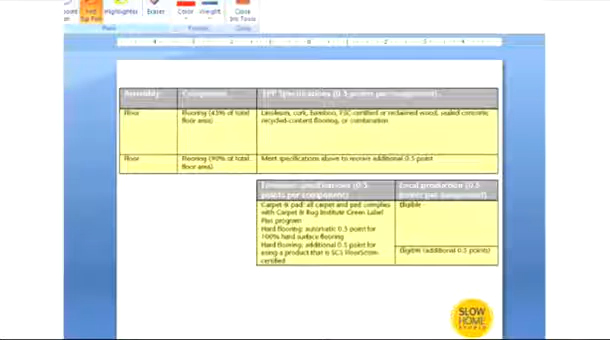 Highlighter
Eraser
Color
Weight
Close
Ink Tools
Assembly
Component
EPP Specifications (0.5 points per component)
Floor
Flooring (45% of total
floor area)
Linoleum, cork, bamboo, FSC-certified or reclaimed wood, sealed concrete,
recycled-content flooring, or combination
Floor
Flooring (90% of total
floor area)
Meet specifications above to receive additional 0.5 point
Emission specifications (0.5
points per component)
Local production (0.5
points per component)
Carpet & pad: all carpet and pad complies
with Carpet & Rug Institute Green Label
Plus program
Hard flooring: automatic 0.5 point for
100% hard surface flooring
Hard flooring: additional 0.5 point for
using a product that is SCS FloorScore-
certified
Eligible
Eligible (additional 0.5 points)
SLOW
HOME
STUDIO